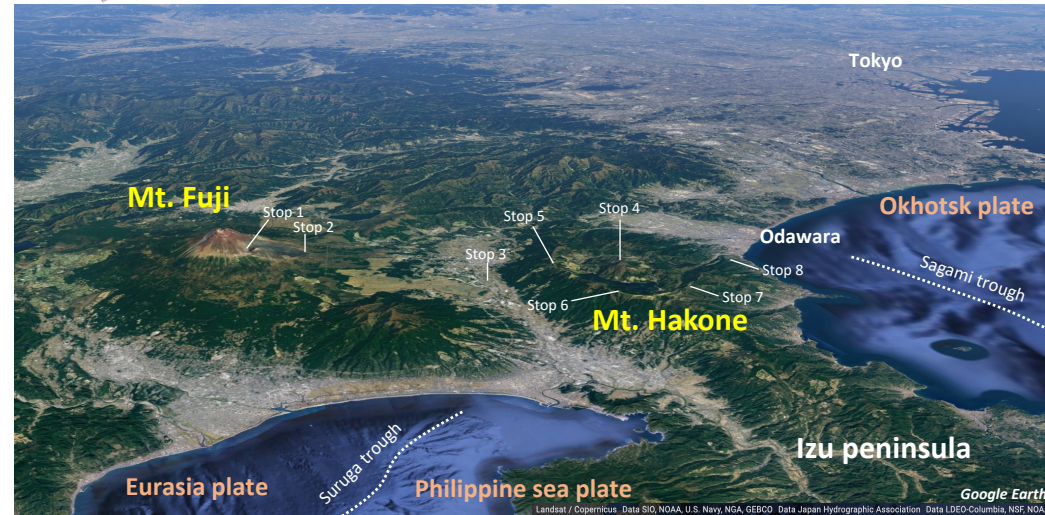 Tokyo
Mt. Fuji
Stop 1
Stop 2
Stop 5
Stop 4
Okhotsk plate
Odawara
Stop 3
Stop 8
Sagami trough
Stop 6
Stop 7
Mt. Hakone
Suruga trough
Izu peninsula
Eurasia plate
Philippine sea plate
Google Earth
Landsat / Copernicus Data SIO, NOAA, U.S. Navy, NGA, GEBCO Data Japan Hydrographic Association Data LDEO-Columbia, NSF, NOA